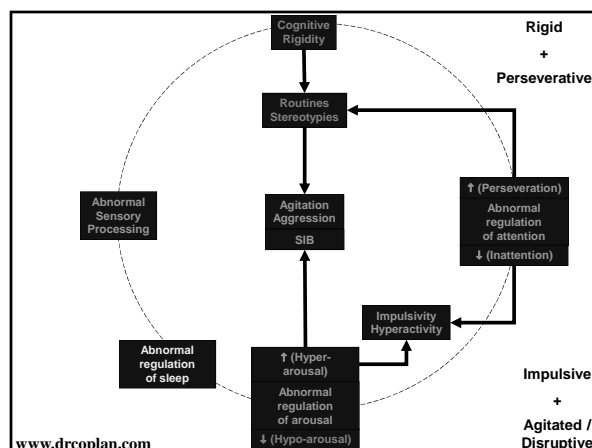 Cognitive
Rigidity
Rigid
+
Perseverative
Routines
Stereotypies
Abnormal
Sensory
Processing
Agitation
Aggression
SIB
↑ (Perseveration)
Abnormal
regulation
of attention
↓ (Inattention)
Impulsivity
Hyperactivity
Abnormal
regulation
of sleep
↑ (Hyper-
arousal)
Abnormal
regulation
of arousal
↓ (Hypo-arousal)
Impulsive
+
Agitated /
Disruptive
www.drcoplan.com